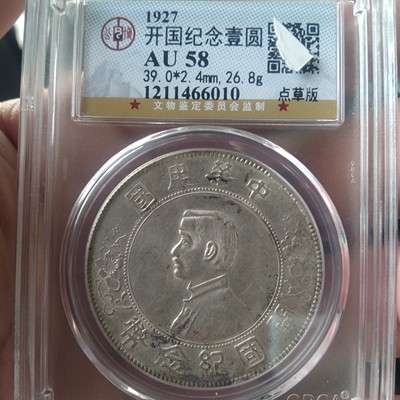 1927
开国纪念壹圆
AU 58
39.0*2.4mm,26.8g
1211466010
点草版
★ 文物鉴定委员会监制 ★
國民華中
幣念紀國